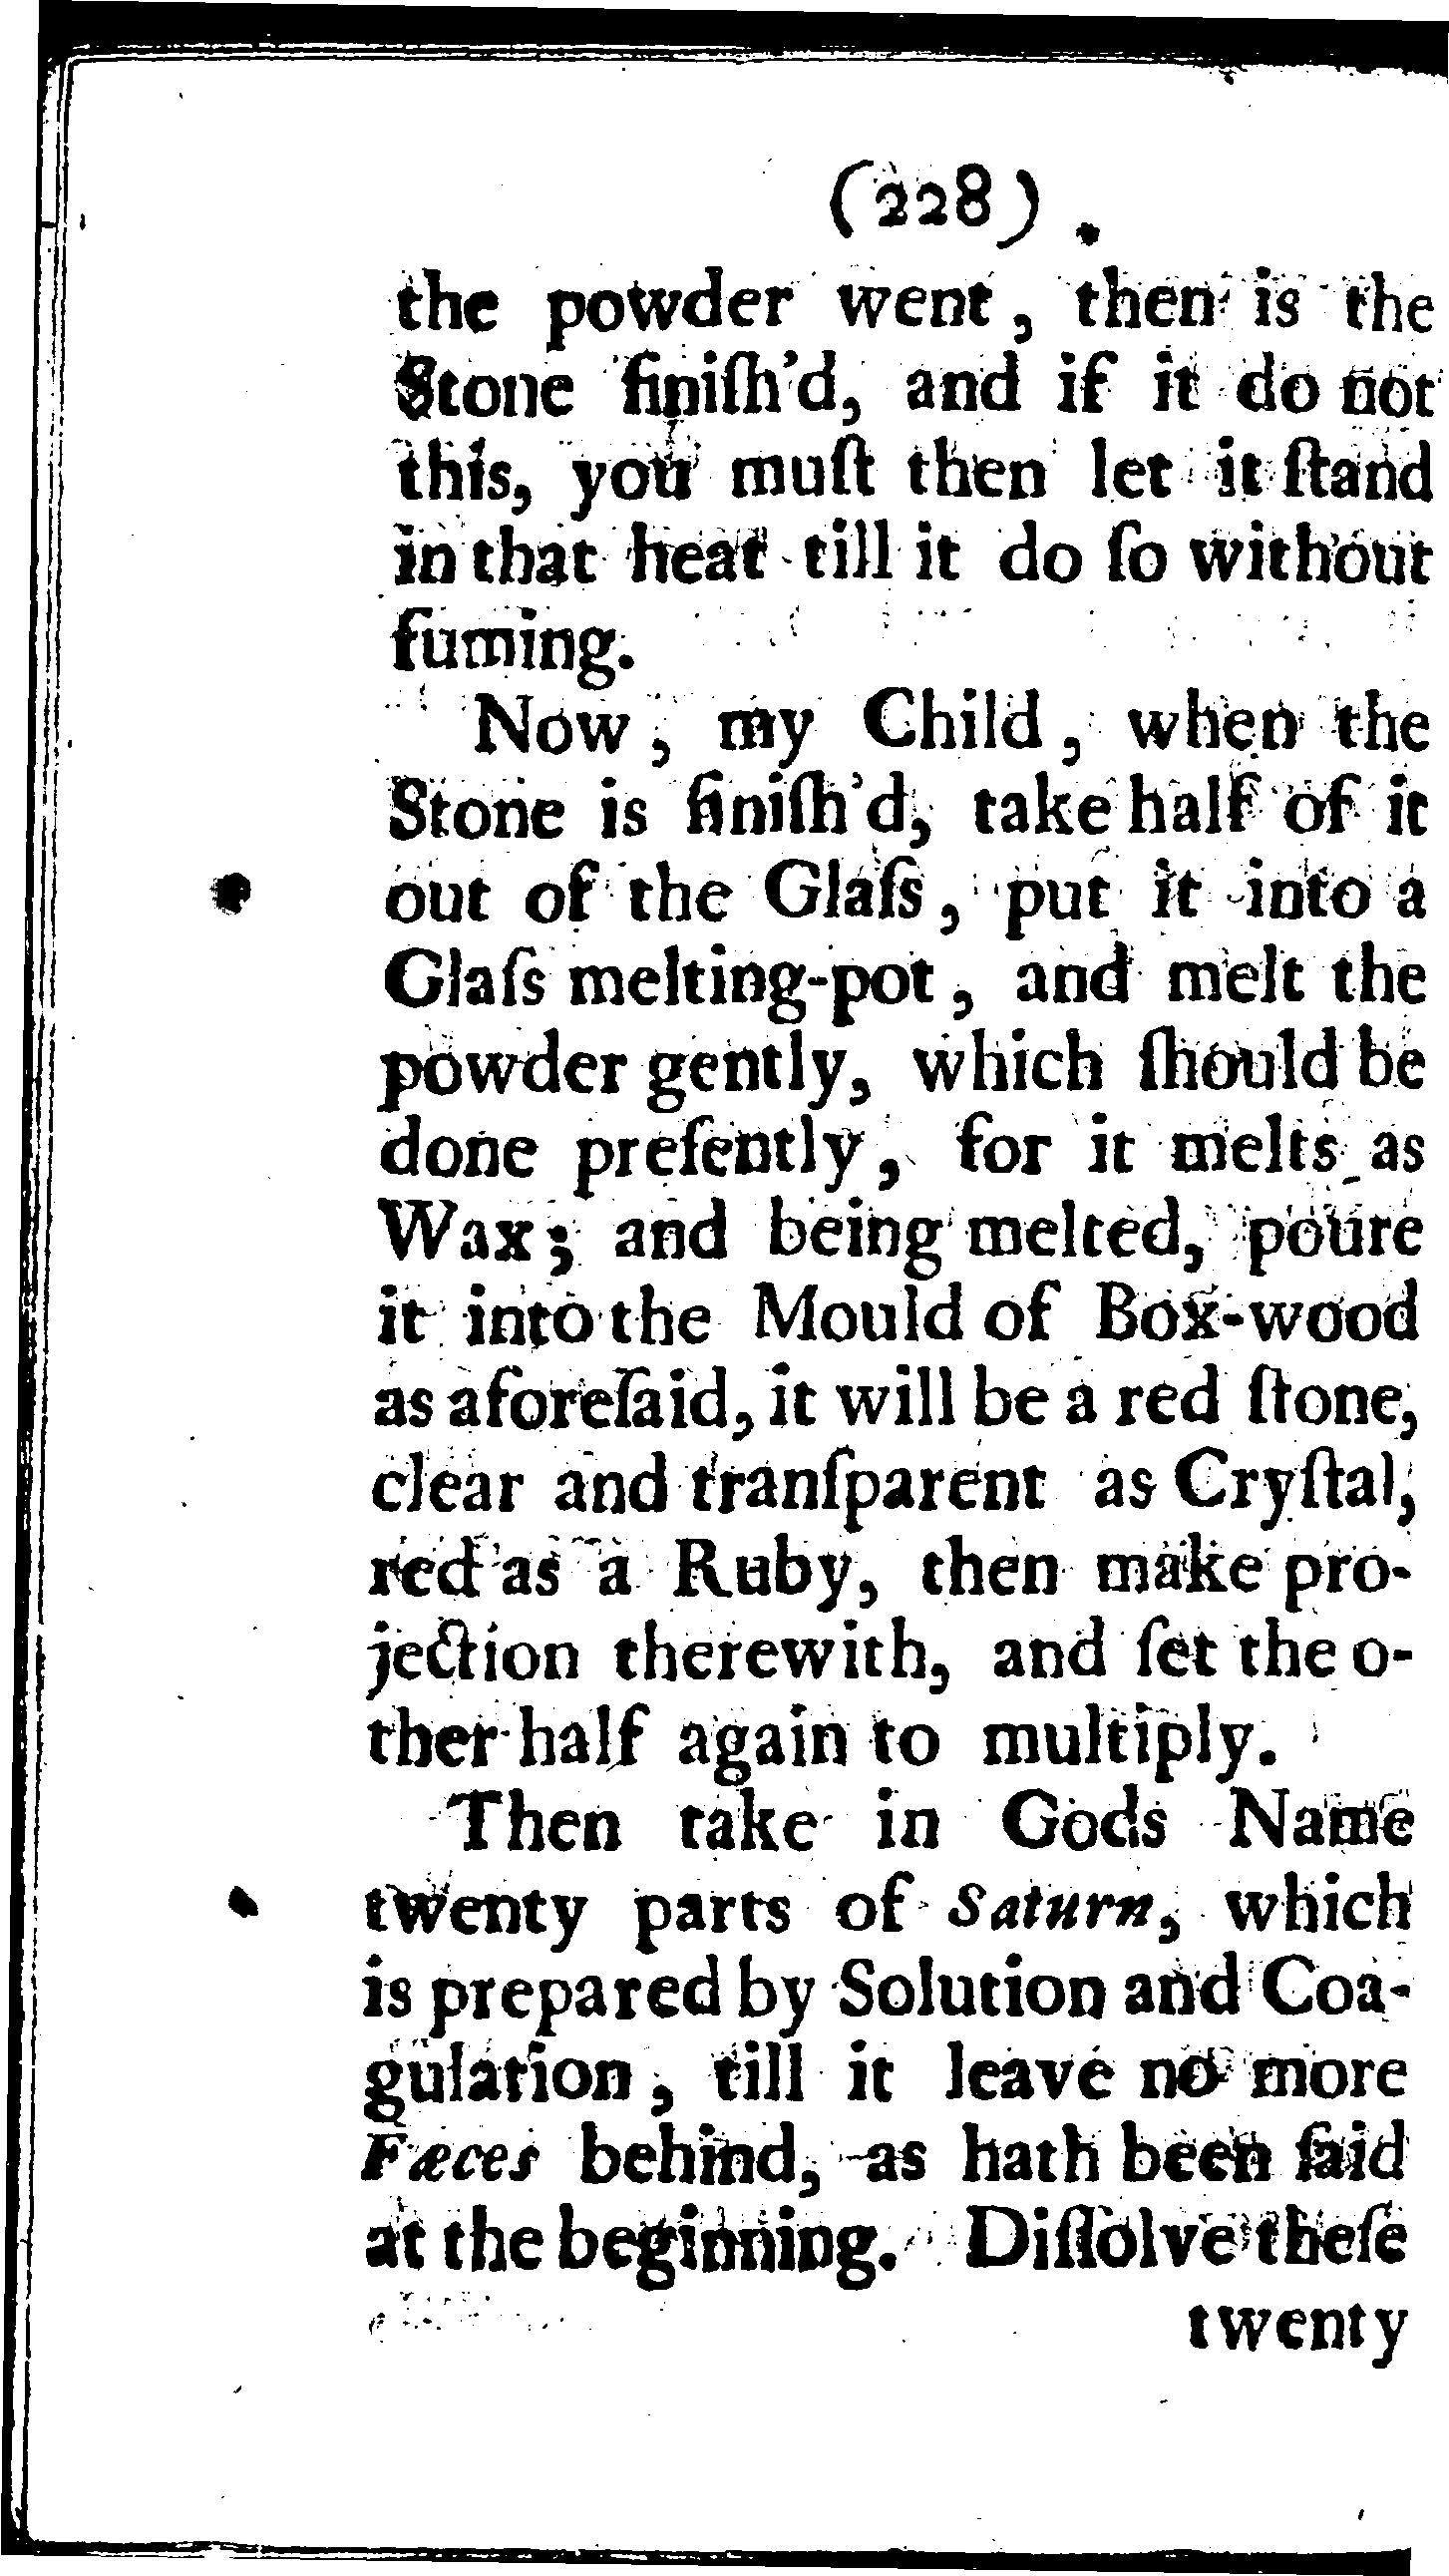 (228)
the powder went, then is the
Stone finiſh'd, and if it do not
this, you muſt then let it ſtand
in that heat till it do ſo without
fuming.
Now, my Child, when the
Stone is finiſh'd, take half of it
out of the Glaſs, put it into a
Glaſs melting-pot, and melt the
powder gently, which ſhould be
done preſently, for it melts as
Wax; and being melted, poure
it into the Mould of Box-wood
as aforeſaid, it will be a red ſtone,
clear and tranſparent as Cryſtal,
red as a Ruby, then make pro-
jection therewith, and ſet the o-
ther half again to multiply.
Then take in Gods Name
twenty parts of Saturn, which
is prepared by Solution and Coa-
gulation, till it leave no more
Fæces behind, as hath been ſaid
at the beginning. Diſſolve theſe
twenty